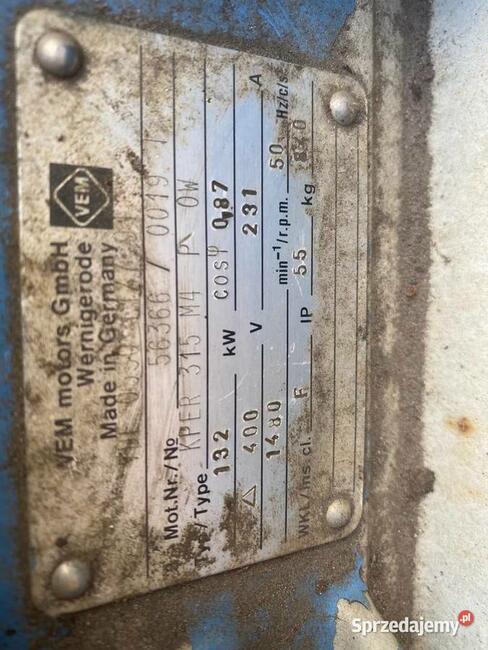 VEM
VEM motors GmbH
Wernigerode
Made in Germany
Mot.Nr./№ 56366 / 0019
Typ/Type KPER 315 M4
132 kW cosφ 0,87
△ 400 V 231 A
1480 min⁻¹/r.p.m. 50 Hz/c/s
WKL/ins.cl. F IP 55 kg
Sprzedajemy.pl